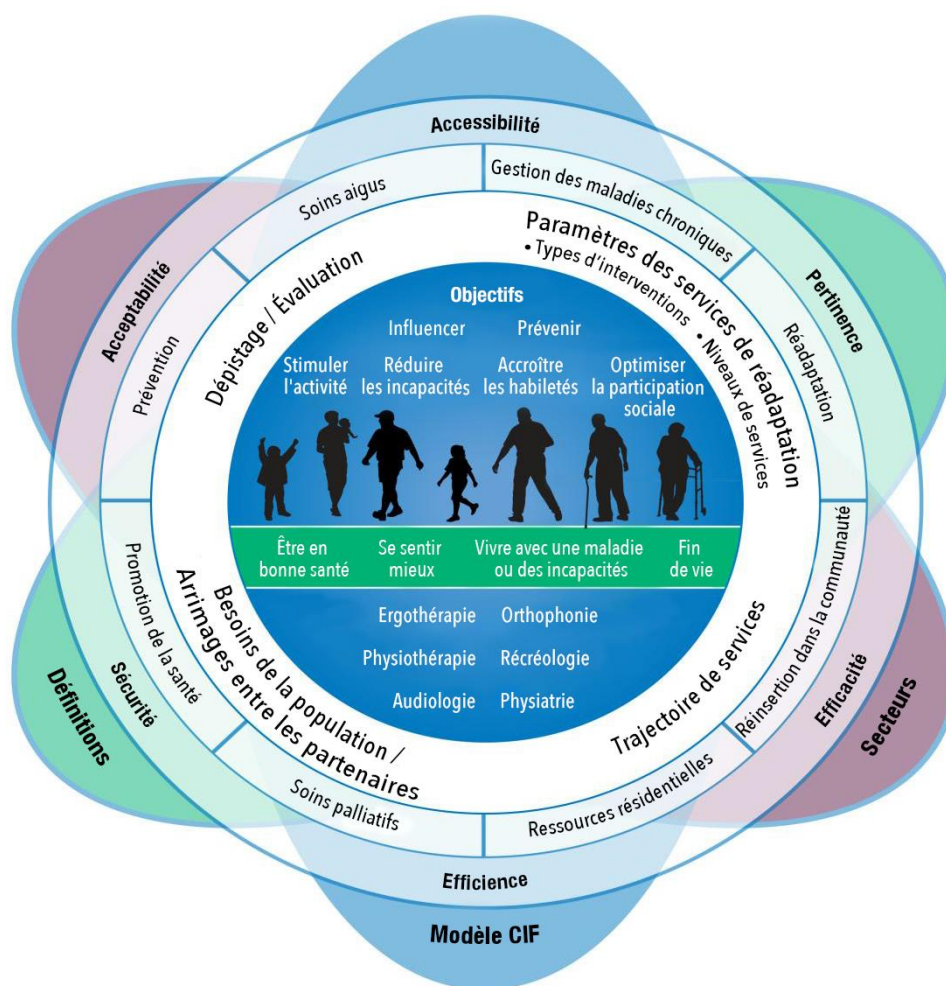 Accessibilité
Soins aigus
Gestion des maladies chroniques
Acceptabilité
Prévention
Dépistage / Évaluation
Paramètres des services de réadaptation
• Types d'interventions
• Niveaux de services
Pertinence
Réadaptation
Objectifs
Influencer
Prévenir
Stimuler
l'activité
Réduire
les incapacités
Accroître
les habiletés
Optimiser
la participation
sociale
Être en
bonne santé
Se sentir
mieux
Vivre avec une maladie
ou des incapacités
Fin
de vie
Ergothérapie
Orthophonie
Physiothérapie
Récréologie
Audiologie
Physiatrie
Promotion de la santé
Sécurité
Définitions
Besoins de la population /
Arrimages entre les partenaires
Trajectoire de services
Réinsertion dans la communauté
Efficacité
Secteurs
Soins palliatifs
Ressources résidentielles
Efficience
Modèle CIF